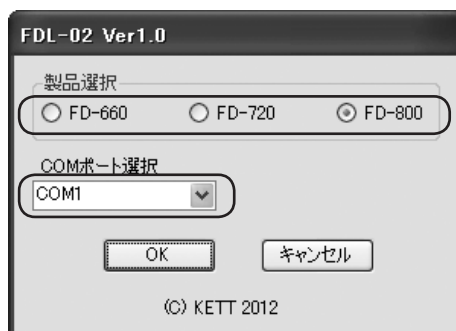 FDL-02 Ver1.0
製品選択
FD-660 FD-720 FD-800
COMポート選択
COM1
OK キャンセル
(C) KETT 2012